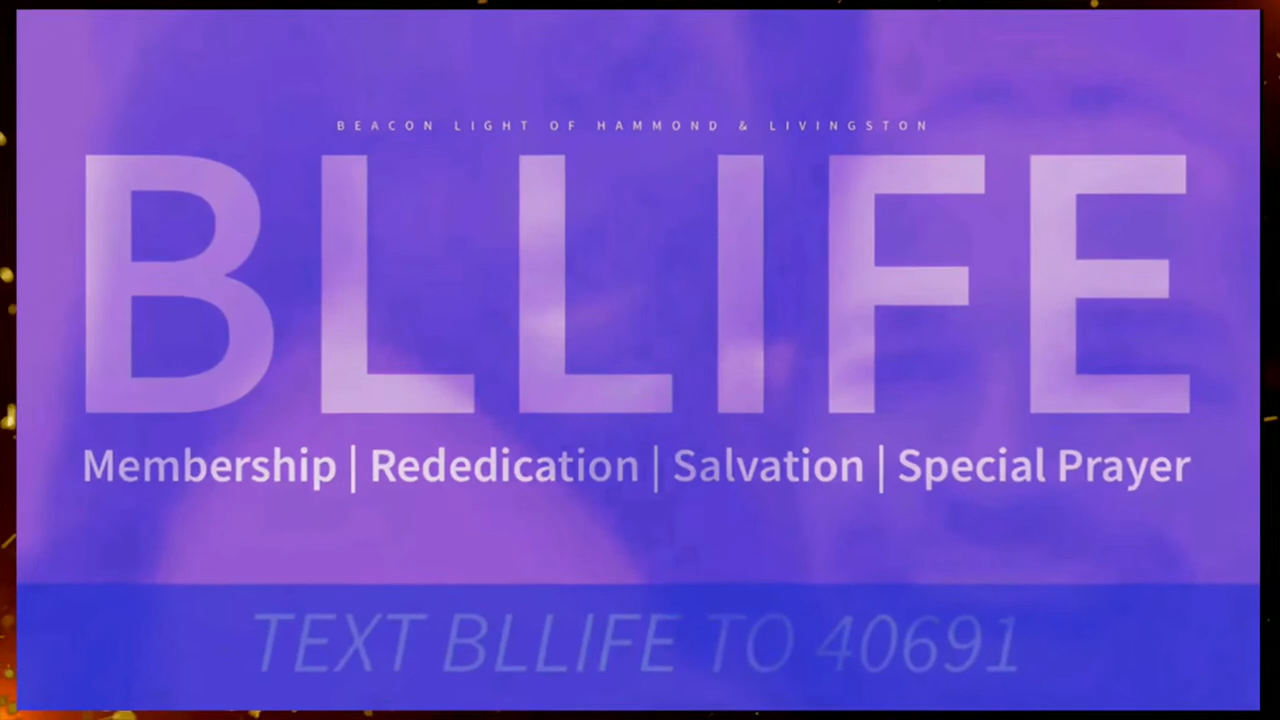 BEACON LIGHT OF HAMMOND & LIVINGSTON
BLLIFE
Membership | Rededication | Salvation | Special Prayer
TEXT BLLIFE TO 40691